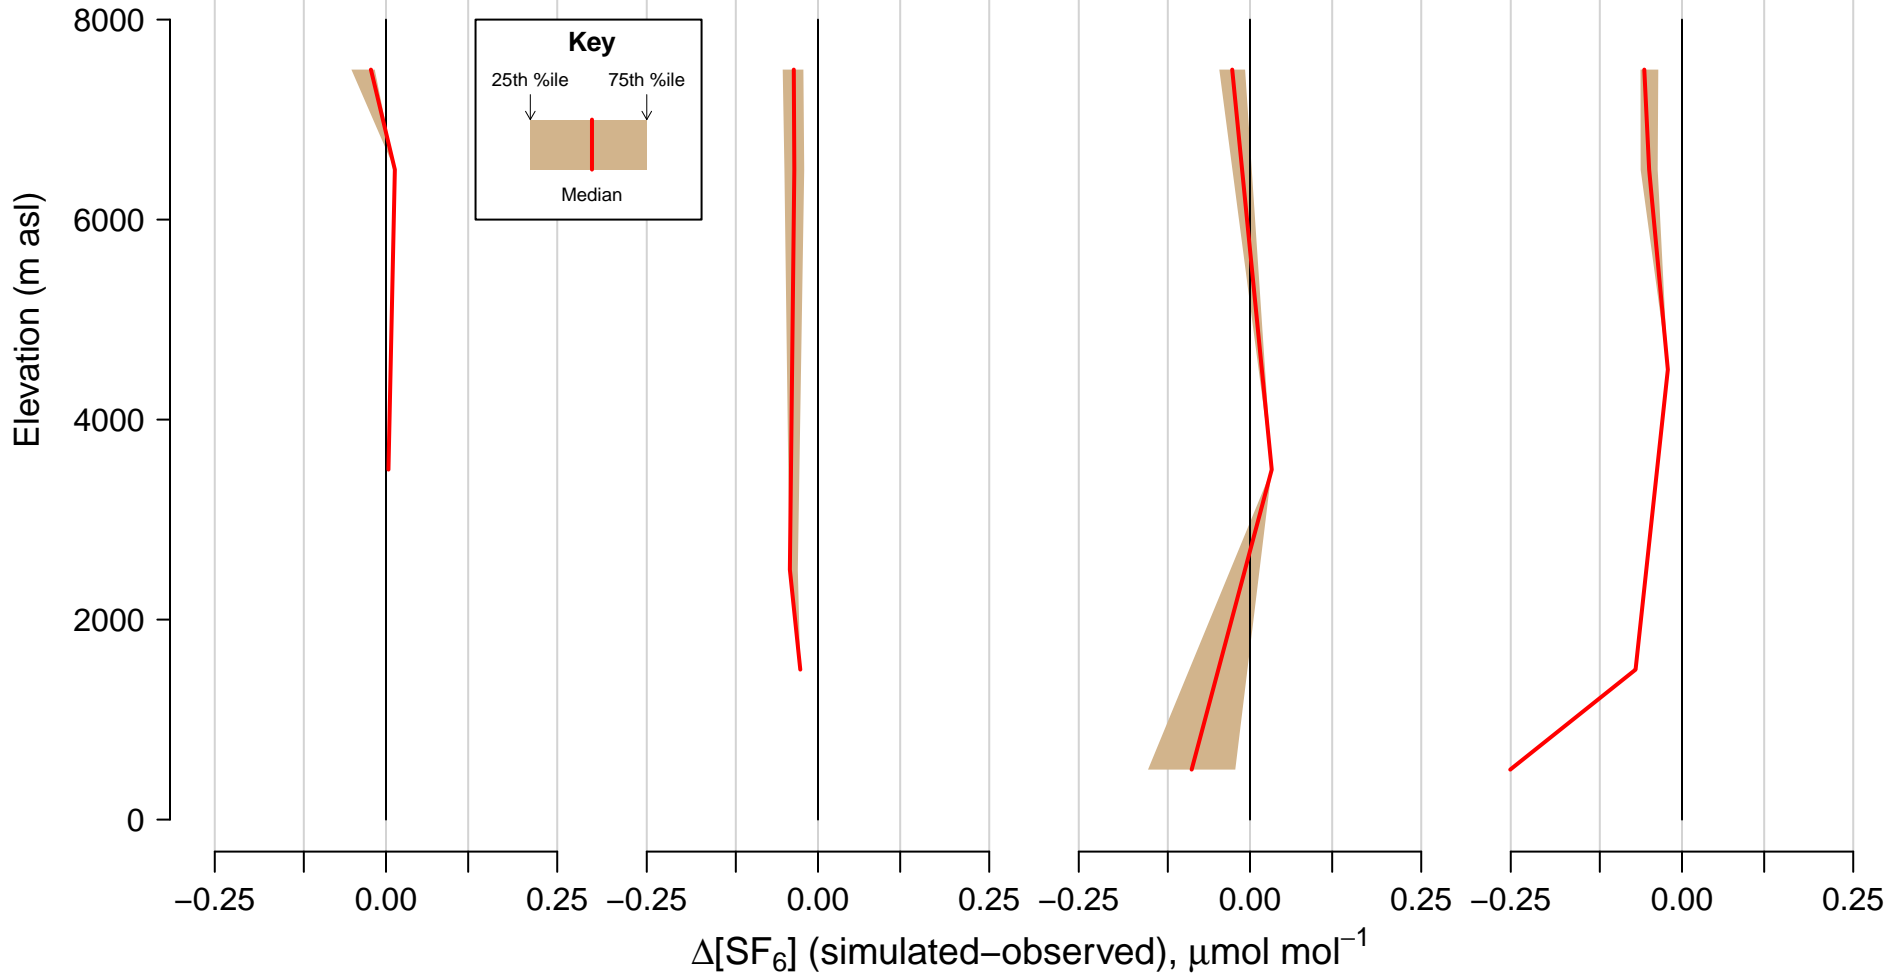 8000
6000
4000
2000
0
Elevation (m asl)
Key
25th %ile 75th %ile
Median
−0.25 0.00 0.25 −0.25 0.00 0.25 −0.25 0.00 0.25 −0.25 0.00 0.25
Δ[SF₆] (simulated−observed), μmol mol⁻¹